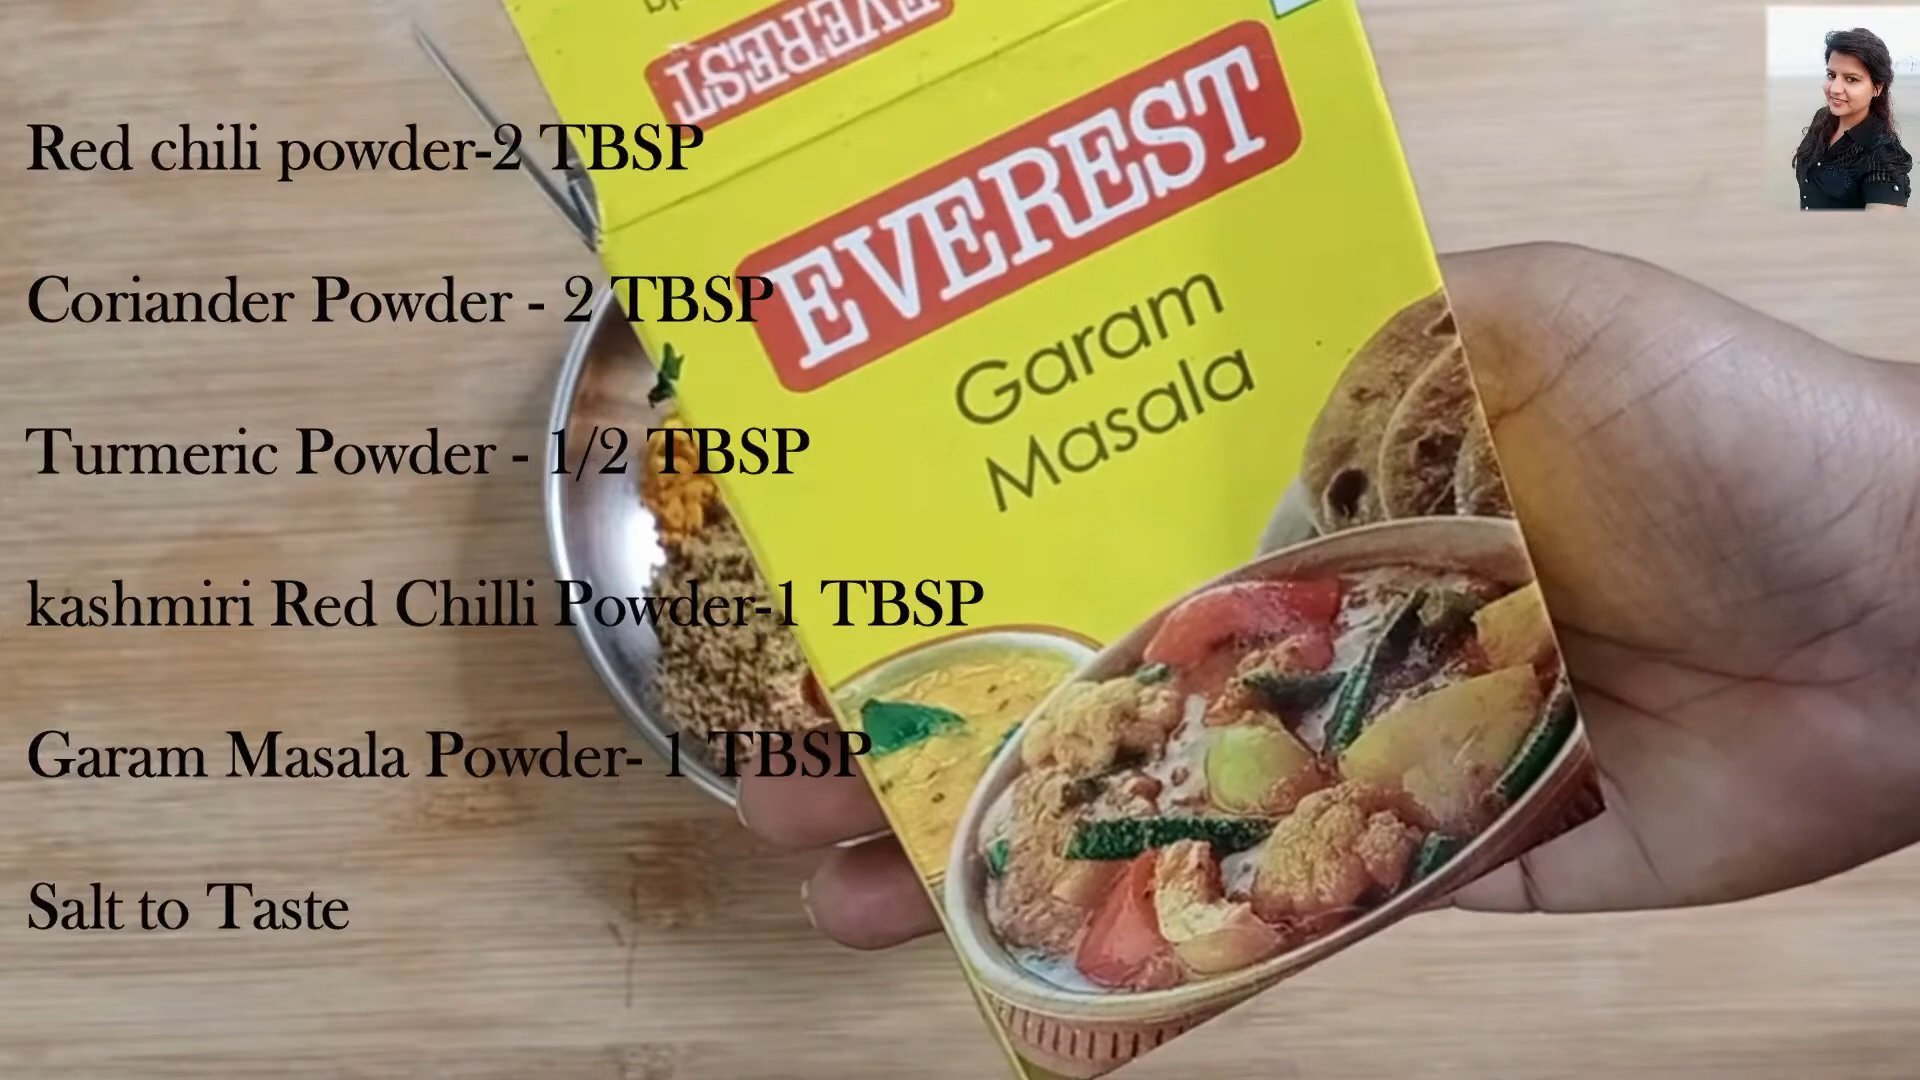 EVEREST
EVEREST
Garam
Masala
Red chili powder-2 TBSP
Coriander Powder - 2 TBSP
Turmeric Powder - 1/2 TBSP
kashmiri Red Chilli Powder-1 TBSP
Garam Masala Powder- 1 TBSP
Salt to Taste